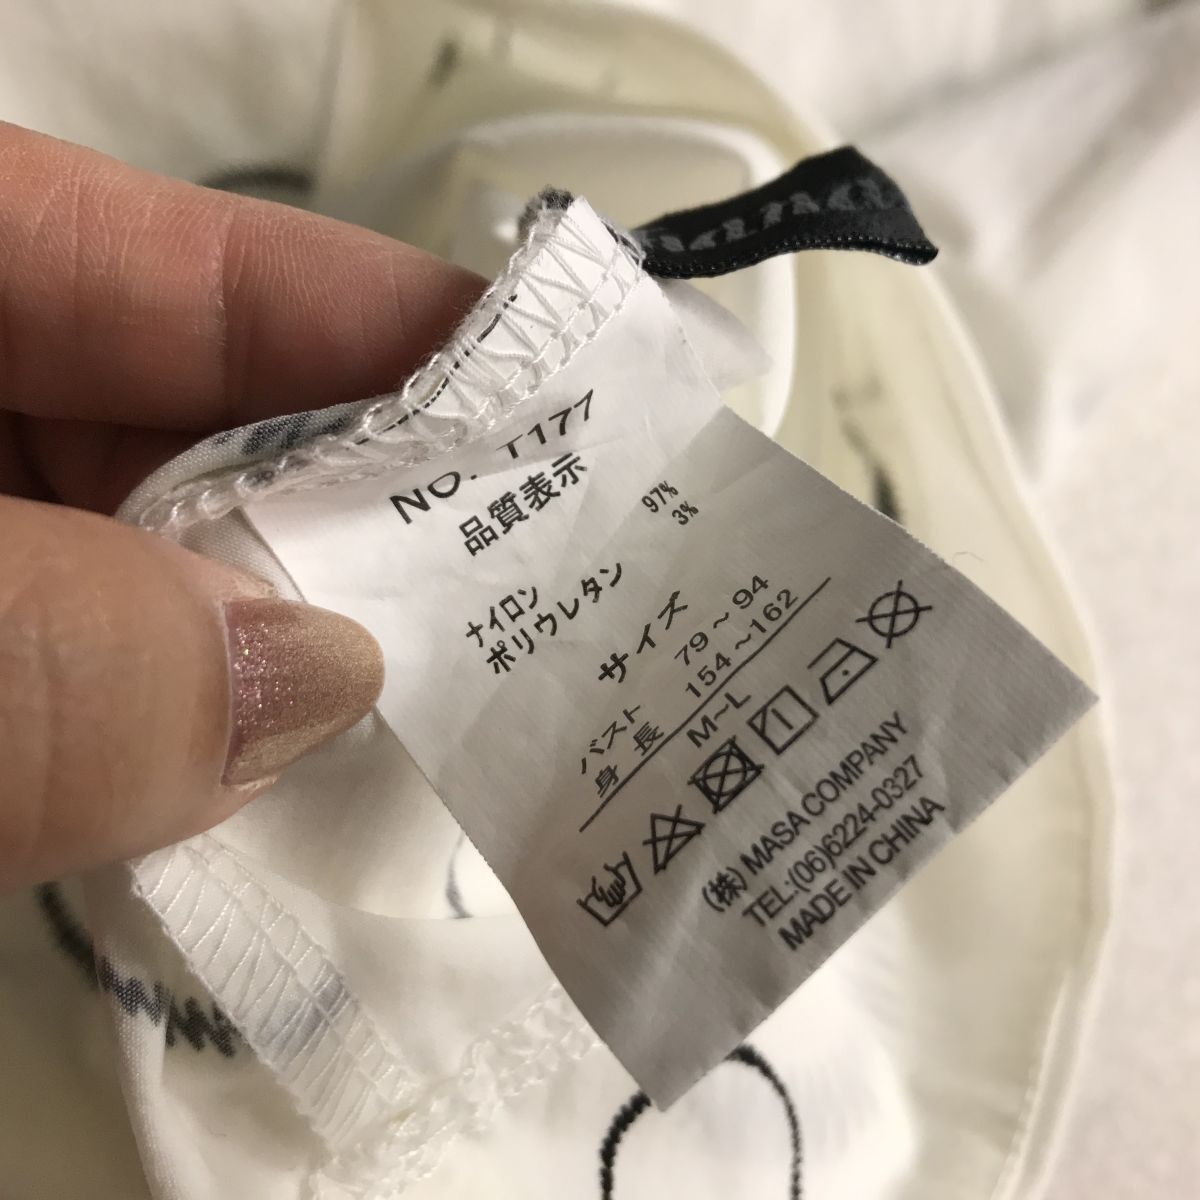 NO. T177
品質表示
ナイロン 97%
ポリウレタン 3%
サイズ
バスト 79～94
身長 154～162
M～L
(株) MASA COMPANY
TEL:(06)6224-0327
MADE IN CHINA